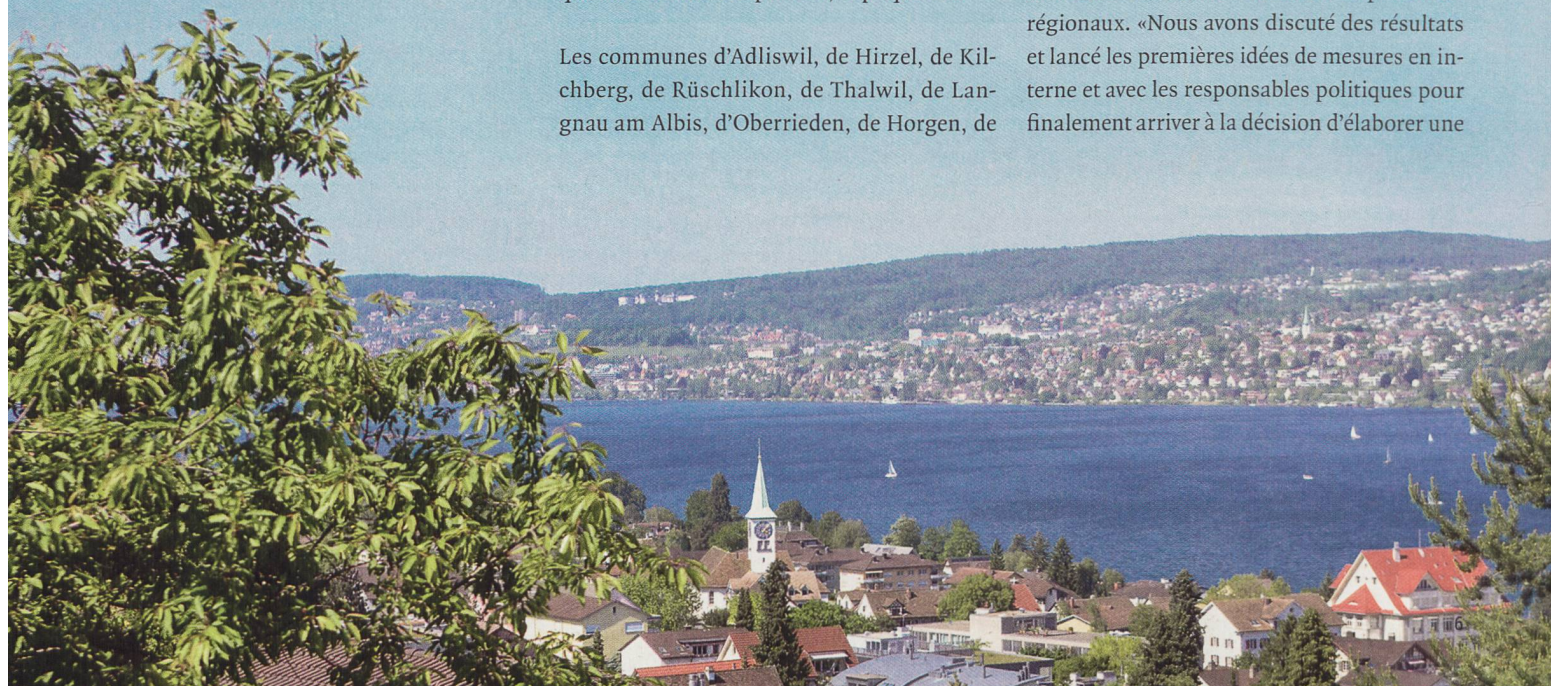 Les communes d’Adliswil, de Hirzel, de Kil-
chberg, de Rüschlikon, de Thalwil, de Lan-
gnau am Albis, d’Oberrieden, de Horgen, de
régionaux. «Nous avons discuté des résultats
et lancé les premières idées de mesures en in-
terne et avec les responsables politiques pour
finalement arriver à la décision d’élaborer une